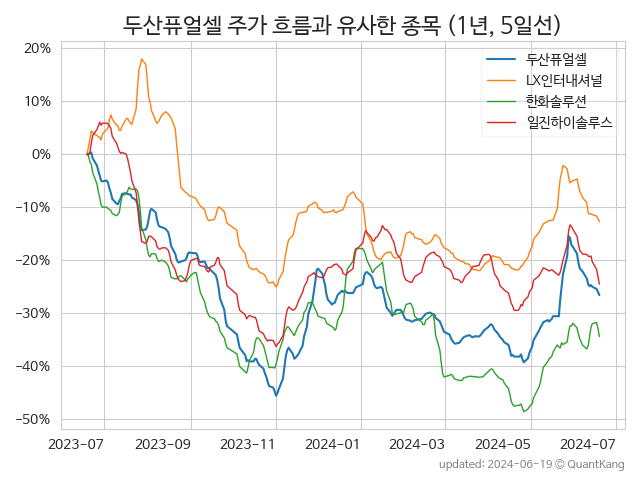 두산퓨얼셀 주가 흐름과 유사한 종목 (1년, 5일선)
두산퓨얼셀
LX인터내셔널
한화솔루션
일진하이솔루스
20%
10%
0%
−10%
−20%
−30%
−40%
−50%
2023-07
2023-09
2023-11
2024-01
2024-03
2024-05
2024-07
updated: 2024-06-19 © QuantKang